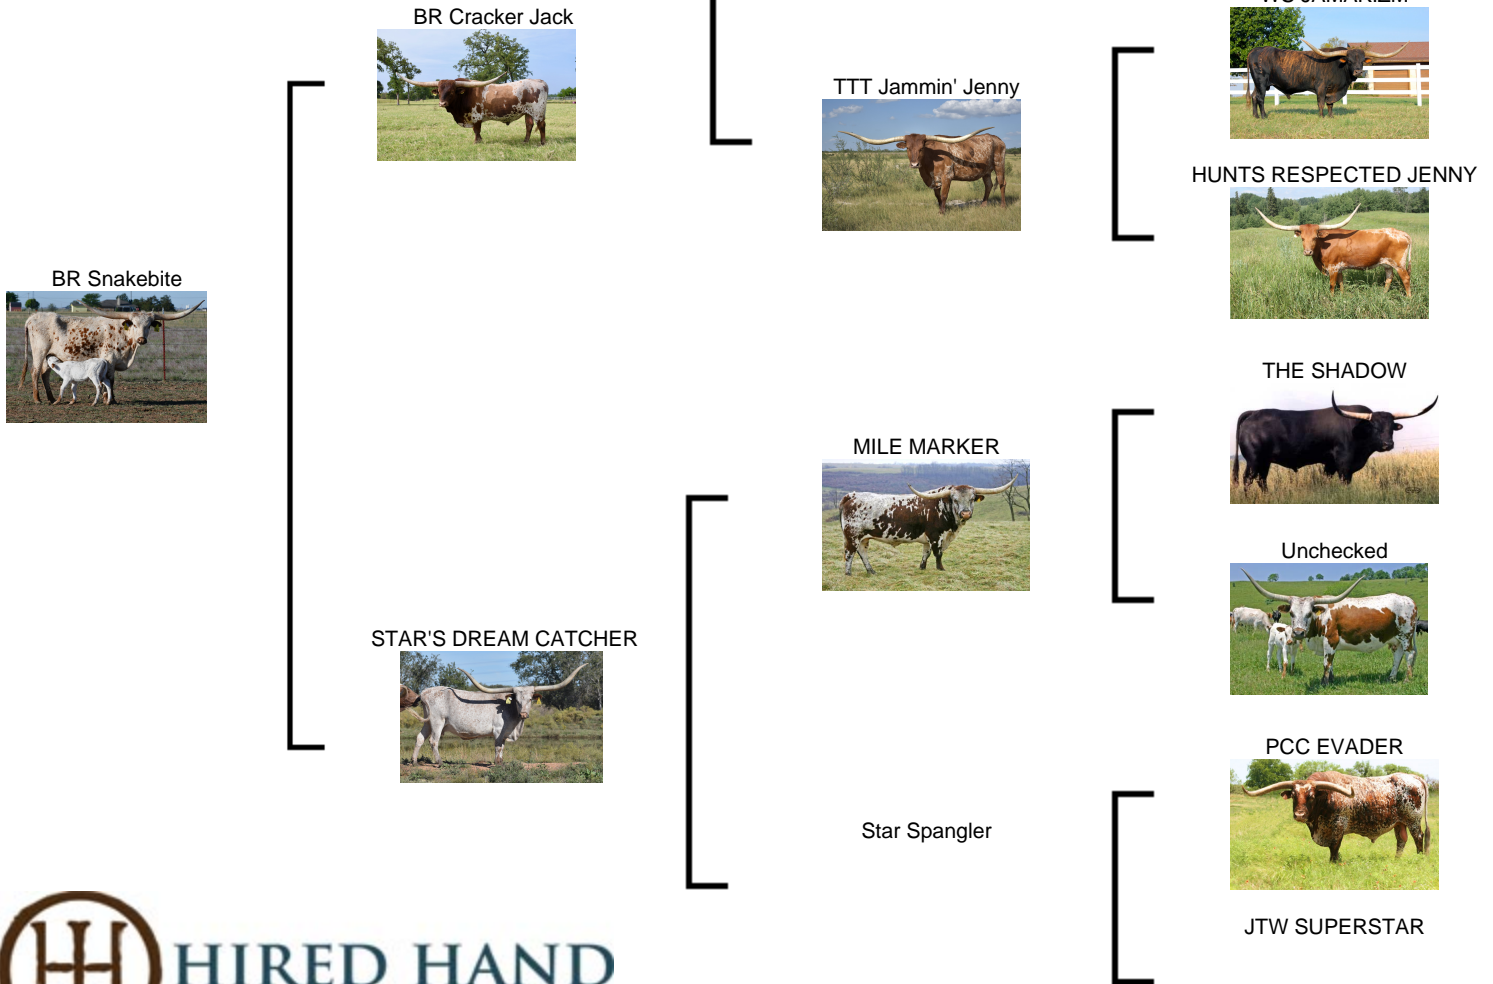 BR Cracker Jack
TTT Jammin' Jenny
HUNTS RESPECTED JENNY
BR Snakebite
THE SHADOW
MILE MARKER
Unchecked
STAR'S DREAM CATCHER
PCC EVADER
Star Spangler
JTW SUPERSTAR
HIRED HAND